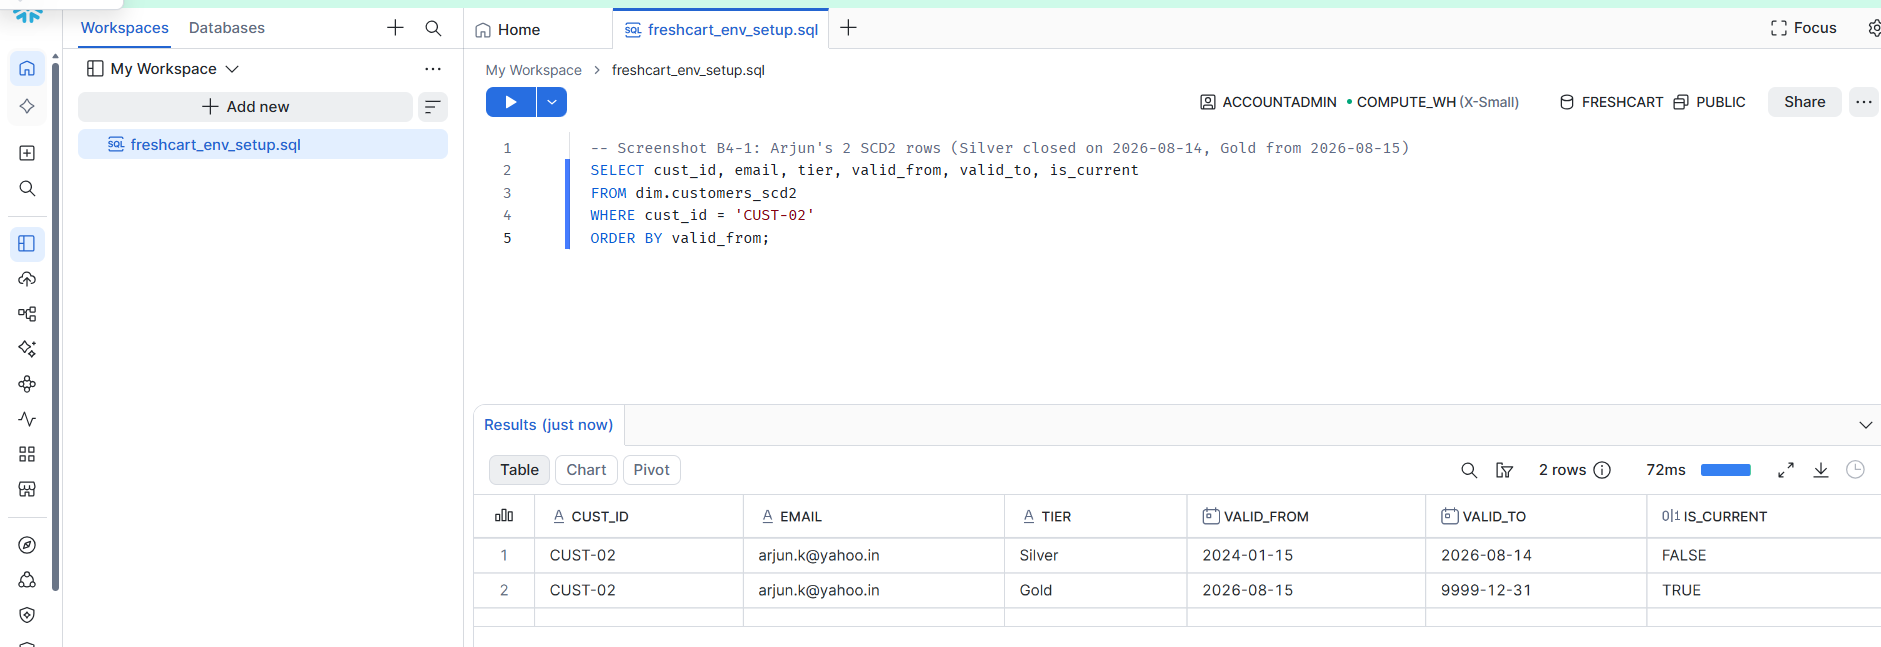 Workspaces Databases
Home
freshcart_env_setup.sql
Focus
My Workspace
Add new
freshcart_env_setup.sql
My Workspace > freshcart_env_setup.sql
ACCOUNTADMIN COMPUTE_WH (X-Small) FRESHCART PUBLIC Share
1 -- Screenshot B4-1: Arjun's 2 SCD2 rows (Silver closed on 2026-08-14, Gold from 2026-08-15)
2 SELECT cust_id, email, tier, valid_from, valid_to, is_current
3 FROM dim.customers_scd2
4 WHERE cust_id = 'CUST-02'
5 ORDER BY valid_from;
Results (just now)
Table Chart Pivot
2 rows 72ms
CUST_ID EMAIL TIER VALID_FROM VALID_TO IS_CURRENT
1 CUST-02 arjun.k@yahoo.in Silver 2024-01-15 2026-08-14 FALSE
2 CUST-02 arjun.k@yahoo.in Gold 2026-08-15 9999-12-31 TRUE